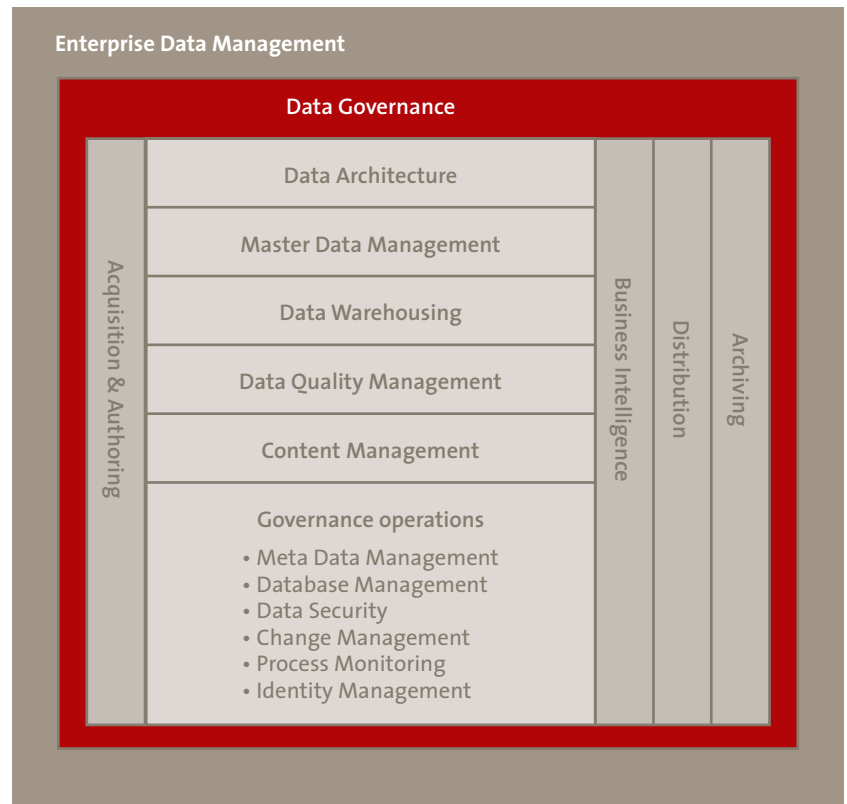 Enterprise Data Management
Data Governance
Acquisition & Authoring
Data Architecture
Master Data Management
Data Warehousing
Data Quality Management
Content Management
Governance operations
• Meta Data Management
• Database Management
• Data Security
• Change Management
• Process Monitoring
• Identity Management
Business Intelligence
Distribution
Archiving